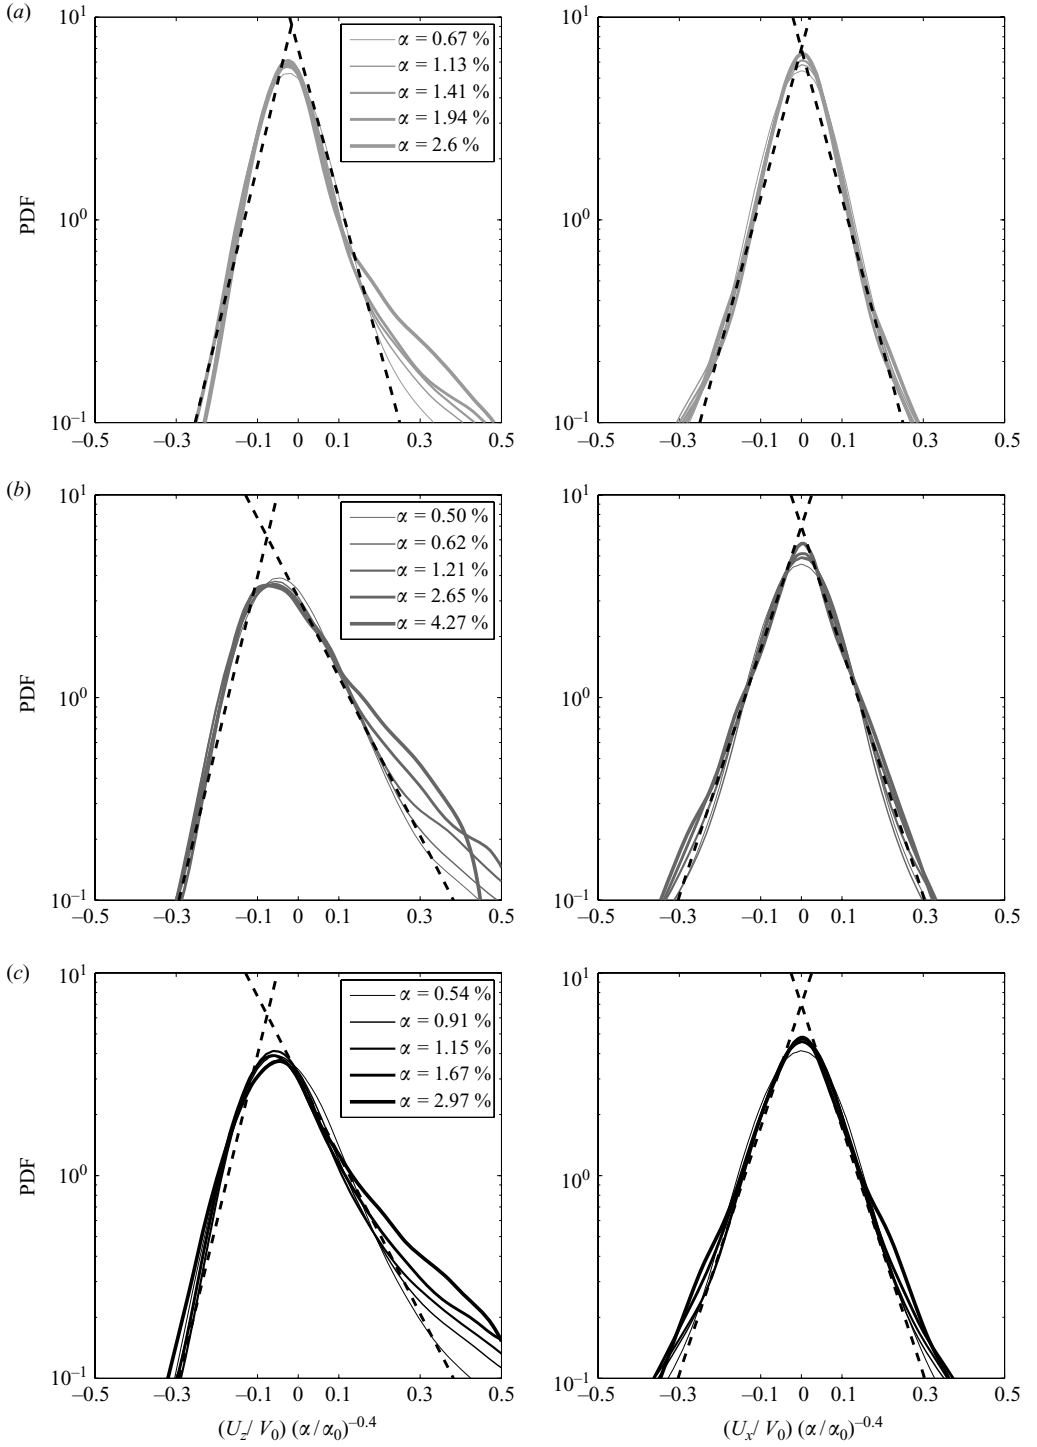 (a)
10^1
10^0
10^−1
PDF
α = 0.67 %
α = 1.13 %
α = 1.41 %
α = 1.94 %
α = 2.6 %
−0.5 −0.3 −0.1 0 0.1 0.3 0.5
10^1
10^0
10^−1
−0.5 −0.3 −0.1 0 0.1 0.3 0.5
(b)
10^1
10^0
10^−1
PDF
α = 0.50 %
α = 0.62 %
α = 1.21 %
α = 2.65 %
α = 4.27 %
−0.5 −0.3 −0.1 0 0.1 0.3 0.5
10^1
10^0
10^−1
−0.5 −0.3 −0.1 0 0.1 0.3 0.5
(c)
10^1
10^0
10^−1
PDF
α = 0.54 %
α = 0.91 %
α = 1.15 %
α = 1.67 %
α = 2.97 %
−0.5 −0.3 −0.1 0 0.1 0.3 0.5
(U_z / V_0) (α/α_0)^−0.4
10^1
10^0
10^−1
−0.5 −0.3 −0.1 0 0.1 0.3 0.5
(U_x / V_0) (α/α_0)^−0.4